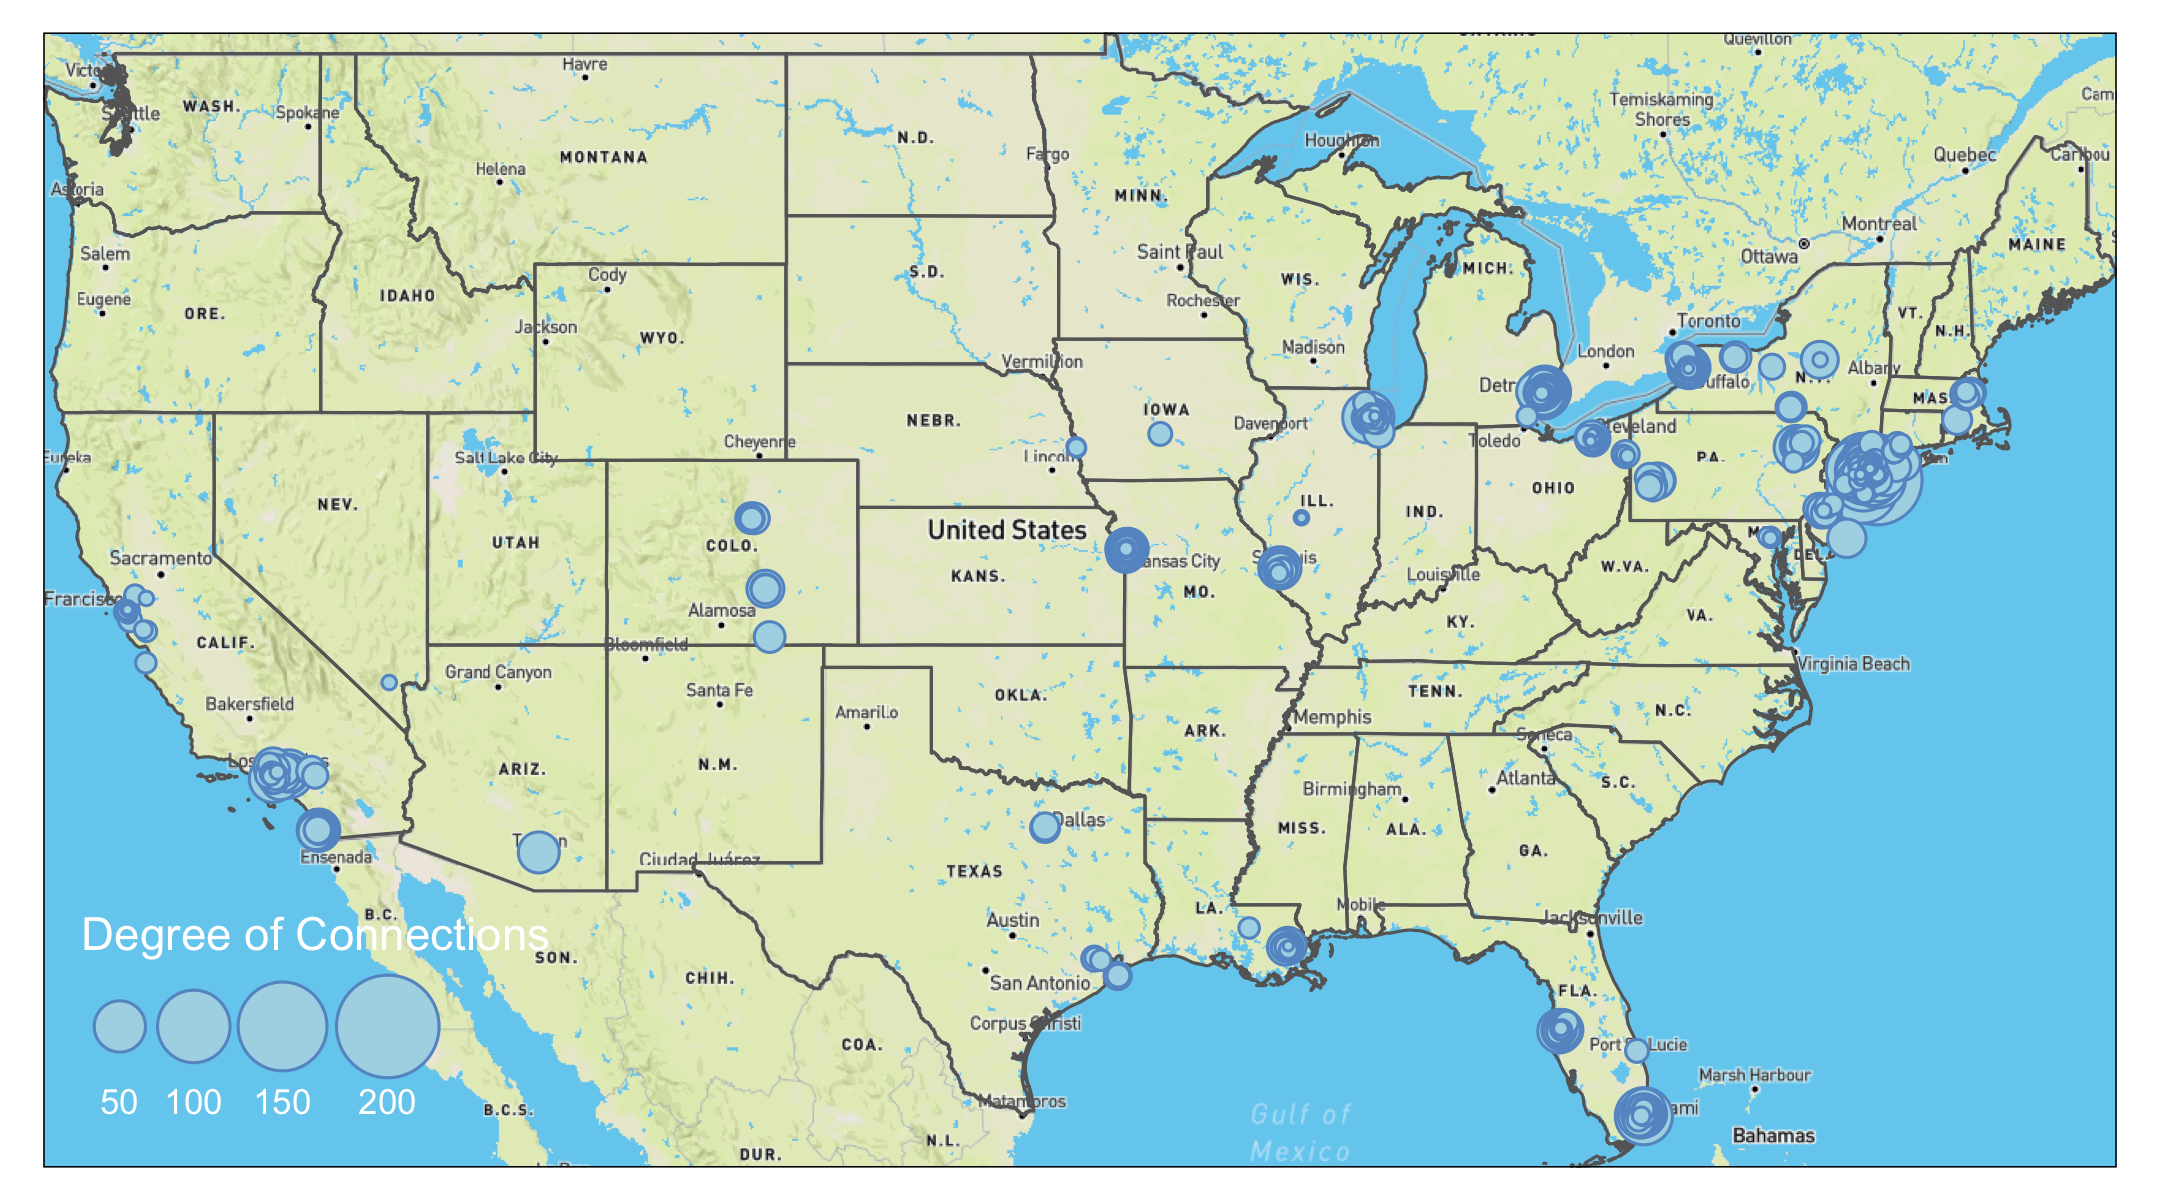 Quévillon
Victo
Havre
WASH.
Seattle
Spokane
N.D.
Fargo
MONTANA
Helena
Houghton
Temiskaming
Shores
Cam
Quebec
Caribou
Astoria
MINN.
Montreal
Salem
Saint Paul
Ottawa
MAINE
Cody
S.D.
WIS.
MICH.
Eugene
IDAHO
Rochester
ORE.
Jackson
WYO.
Toronto
VT.
N.H.
Madison
London
Vermillion
Detr
Buffalo
N.Y.
Albany
MAS
IOWA
NEBR.
Davenport
Cleveland
Toledo
Eureka
Salt Lake City
Cheyenne
Lincoln
PA.
NEV.
ILL.
IND.
OHIO
United States
UTAH
COLO.
M
DEL.
Sacramento
Kansas City
St Louis
KANS.
MO.
Louisville
W.VA.
Francisco
Alamosa
VA.
CALIF.
KY.
Bloomfield
Grand Canyon
Virginia Beach
Santa Fe
OKLA.
TENN.
Bakersfield
Amarillo
Memphis
N.C.
ARK.
Seneca
Los Angeles
ARIZ.
N.M.
Atlanta
S.C.
Birmingham
Dallas
MISS.
ALA.
Tucson
GA.
Ensenada
Ciudad Juárez
TEXAS
B.C.
LA.
Mobile
Jacksonville
Austin
Degree of Connections
SON.
CHIH.
San Antonio
FLA.
Corpus Christi
COA.
Port St. Lucie
Marsh Harbour
50 100 150 200
B.C.S.
Matamoros
Miami
Gulf of
Mexico
Bahamas
N.L.
DUR.